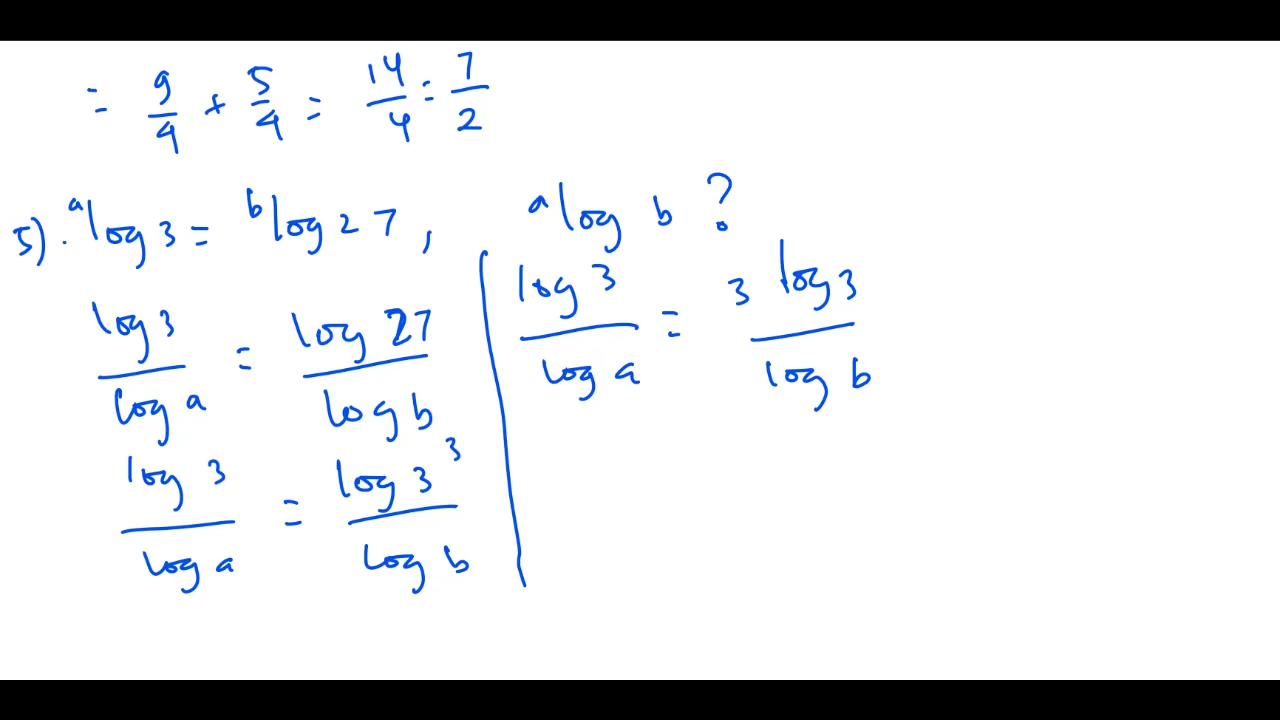 = 9/4 + 5/4 = 14/4 = 7/2
5). ᵃlog 3 = ᵇlog 27, ᵃlog b ?
log 3 / log a = log 27 / log b
log 3 / log a = log 3³ / log b
log 3 / log a = 3 log 3 / log b